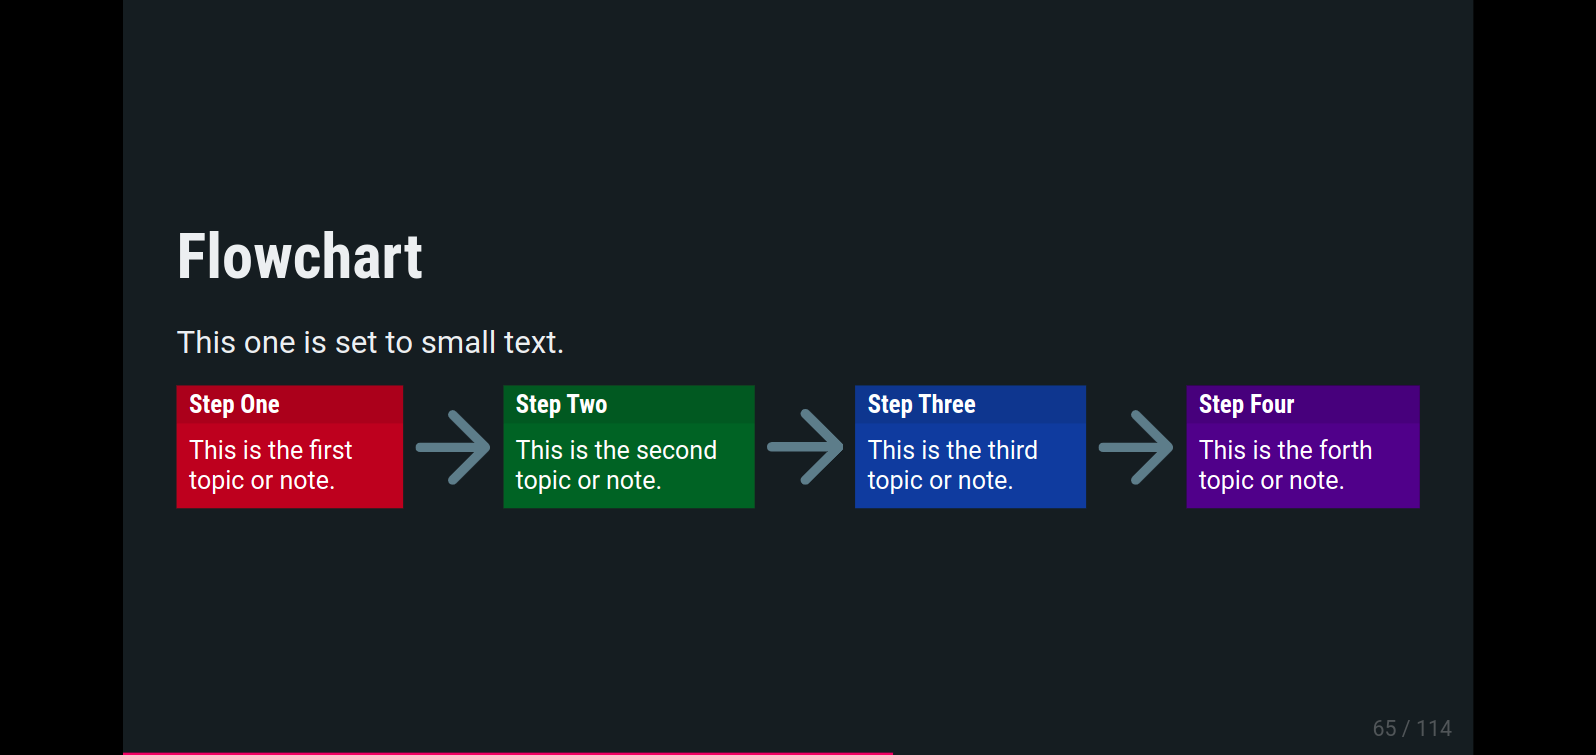 Flowchart
This one is set to small text.
Step One
This is the first
topic or note.
Step Two
This is the second
topic or note.
Step Three
This is the third
topic or note.
Step Four
This is the forth
topic or note.
65 / 114